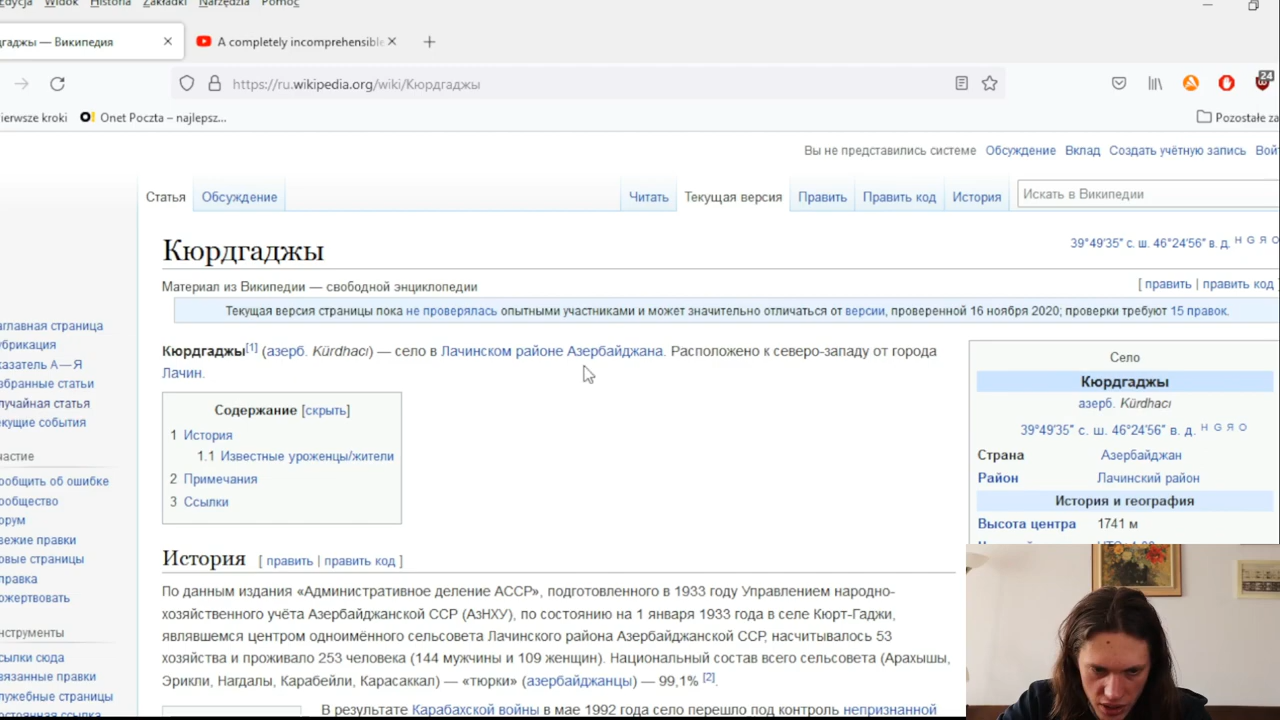 Edycja Widok Historia Zakładki Narzędzia Pomoc
джы — Википедия
A completely incomprehensible
https://ru.wikipedia.org/wiki/Кюрдгаджы
24
ierwsze kroki O! Onet Poczta – najlepsz... Pozostałe za
Вы не представились системе Обсуждение Вклад Создать учётную запись Вой
Статья Обсуждение Читать Текущая версия Править Править код История Искать в Википедии
Кюрдгаджы
39°49′35″ с. ш. 46°24′56″ в. д. H G Я O
Материал из Википедии — свободной энциклопедии
[ править | править код ]
Текущая версия страницы пока не проверялась опытными участниками и может значительно отличаться от версии, проверенной 16 ноября 2020; проверки требуют 15 правок.
Кюрдгаджы[1] (азерб. Kürdhacı) — село в Лачинском районе Азербайджана. Расположено к северо-западу от города
Лачин.
Содержание [скрыть]
1 История
1.1 Известные уроженцы/жители
2 Примечания
3 Ссылки
История [ править | править код ]
По данным издания «Административное деление АССР», подготовленного в 1933 году Управлением народно-
хозяйственного учёта Азербайджанской ССР (АзНХУ), по состоянию на 1 января 1933 года в селе Кюрт-Гаджи,
являвшемся центром одноимённого сельсовета Лачинского района Азербайджанской ССР, насчитывалось 53
хозяйства и проживало 253 человека (144 мужчины и 109 женщин). Национальный состав всего сельсовета (Арахышы,
Эрикли, Нагдалы, Карабейли, Карасаккал) — «тюрки» (азербайджанцы) — 99,1% [2].
В результате Карабахской войны в мае 1992 года село перешло под контроль непризнанной
Село
Кюрдгаджы
азерб. Kürdhacı
39°49′35″ с. ш. 46°24′56″ в. д. H G Я O
Страна Азербайджан
Район Лачинский район
История и география
Высота центра 1741 м
аглавная страница
убрикация
казатель А — Я
збранные статьи
лучайная статья
екущие события
частие
ообщить об ошибке
ообщество
орум
вежие правки
овые страницы
правка
ожертвовать
нструменты
сылки сюда
вязанные правки
лужебные страницы
остоянная ссылка